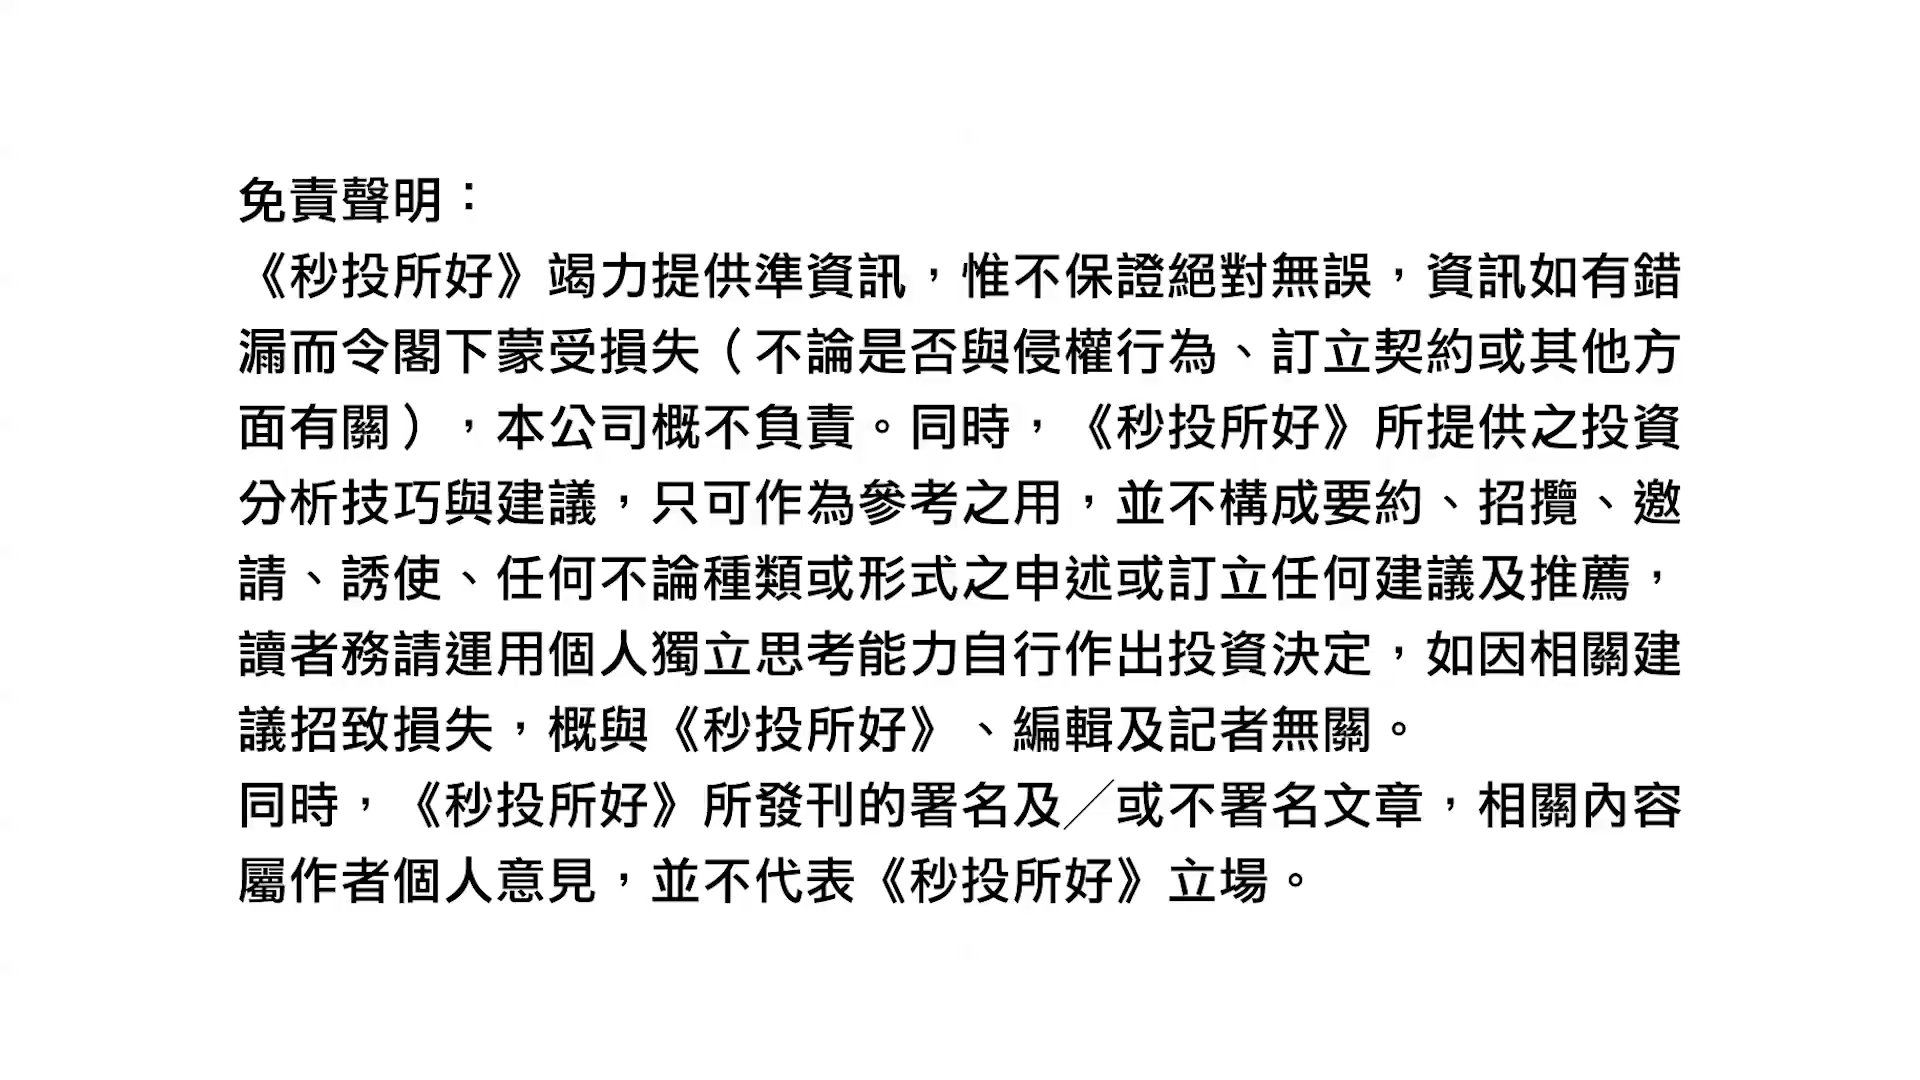 免責聲明：
《秒投所好》竭力提供準資訊，惟不保證絕對無誤，資訊如有錯
漏而令閣下蒙受損失（不論是否與侵權行為、訂立契約或其他方
面有關），本公司概不負責。同時，《秒投所好》所提供之投資
分析技巧與建議，只可作為參考之用，並不構成要約、招攬、邀
請、誘使、任何不論種類或形式之申述或訂立任何建議及推薦，
讀者務請運用個人獨立思考能力自行作出投資決定，如因相關建
議招致損失，概與《秒投所好》、編輯及記者無關。
同時，《秒投所好》所發刊的署名及╱或不署名文章，相關內容
屬作者個人意見，並不代表《秒投所好》立場。